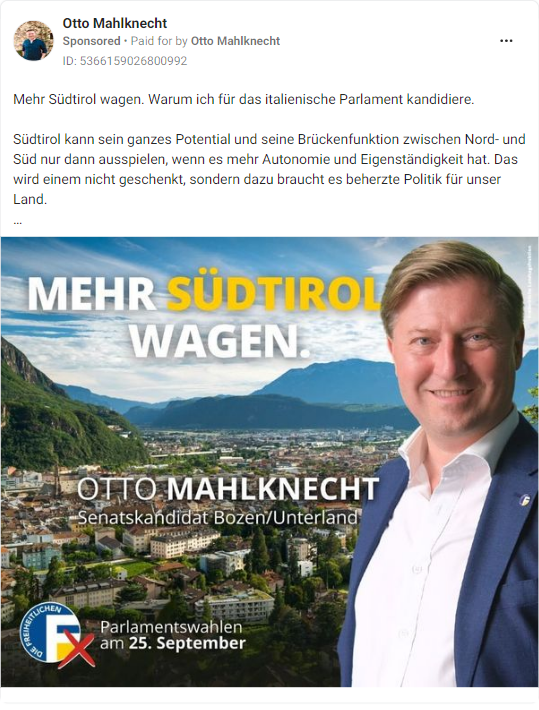 Otto Mahlknecht
Sponsored • Paid for by Otto Mahlknecht
ID: 5366159026800992
Mehr Südtirol wagen. Warum ich für das italienische Parlament kandidiere.
Südtirol kann sein ganzes Potential und seine Brückenfunktion zwischen Nord- und
Süd nur dann ausspielen, wenn es mehr Autonomie und Eigenständigkeit hat. Das
wird einem nicht geschenkt, sondern dazu braucht es beherzte Politik für unser
Land.
...
MEHR SÜDTIROL
WAGEN.
OTTO MAHLKNECHT
Senatskandidat Bozen/Unterland
DIE FREIHEITLICHEN
F
Parlamentswahlen
am 25. September